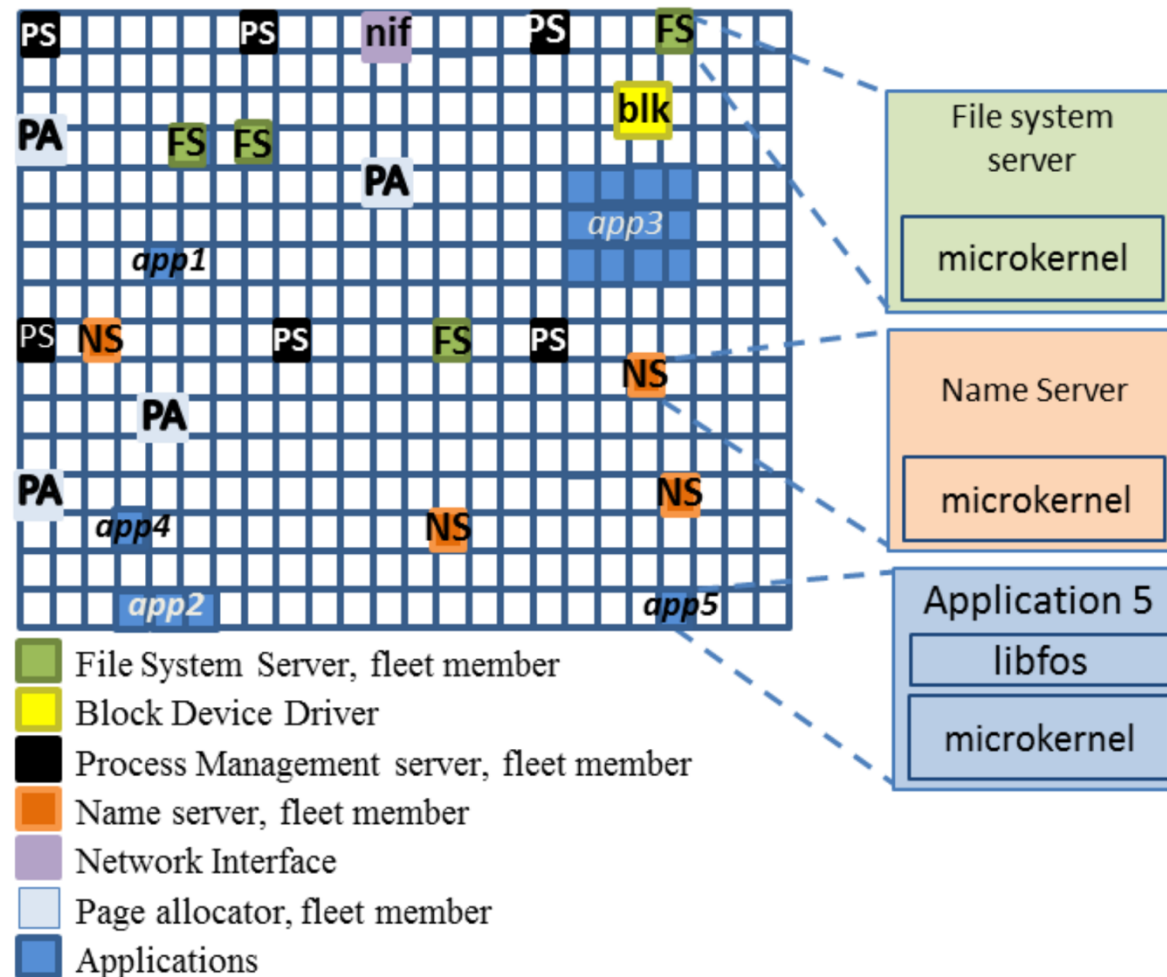 PS
PS
nif
PS
FS
blk
PA
FS
FS
PA
app3
app1
PS
NS
PS
FS
PS
NS
PA
PA
NS
app4
NS
app2
app5
File system
server
microkernel
Name Server
microkernel
Application 5
libfos
microkernel
File System Server, fleet member
Block Device Driver
Process Management server, fleet member
Name server, fleet member
Network Interface
Page allocator, fleet member
Applications